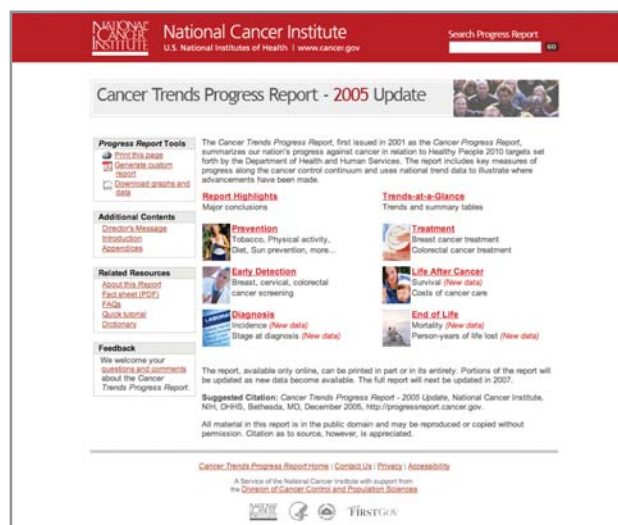 NATIONAL
CANCER
INSTITUTE
National Cancer Institute
U.S. National Institutes of Health | www.cancer.gov
Search Progress Report
GO
Cancer Trends Progress Report - 2005 Update
Progress Report Tools
Print this page
Generate custom
report
Download graphs and
data
Additional Contents
Director's Message
Introduction
Appendices
Related Resources
About this Report
Fact sheet (PDF)
FAQs
Quick tutorial
Dictionary
Feedback
We welcome your
questions and comments
about the Cancer
Trends Progress Report.
The Cancer Trends Progress Report, first issued in 2001 as the Cancer Progress Report,
summarizes our nation's progress against cancer in relation to Healthy People 2010 targets set
forth by the Department of Health and Human Services. The report includes key measures of
progress along the cancer control continuum and uses national trend data to illustrate where
advancements have been made.
Report Highlights
Major conclusions
Trends-at-a-Glance
Trends and summary tables
Prevention
Tobacco, Physical activity,
Diet, Sun prevention, more...
Treatment
Breast cancer treatment
Colorectal cancer treatment
Early Detection
Breast, cervical, colorectal
cancer screening
Life After Cancer
Survival (New data)
Costs of cancer care
Diagnosis
Incidence (New data)
Stage at diagnosis (New data)
End of Life
Mortality (New data)
Person-years of life lost (New data)
The report, available only online, can be printed in part or in its entirety. Portions of the report will
be updated as new data become available. The full report will next be updated in 2007.
Suggested Citation: Cancer Trends Progress Report - 2005 Update, National Cancer Institute,
NIH, DHHS, Bethesda, MD, December 2005, http://progressreport.cancer.gov.
All material in this report is in the public domain and may be reproduced or copied without
permission. Citation as to source, however, is appreciated.
Cancer Trends Progress Report Home | Contact Us | Privacy | Accessibility
A Service of the National Cancer Institute with support from
the Division of Cancer Control and Population Sciences
FIRSTGOV